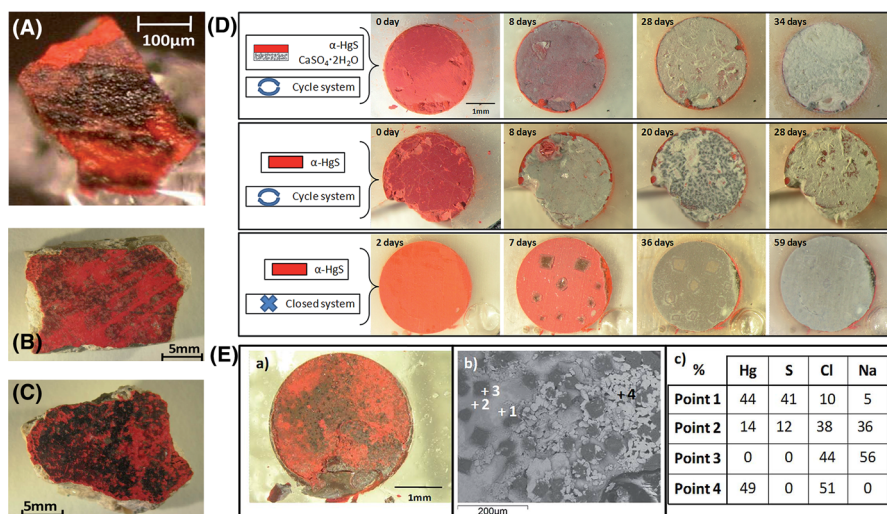 (A)
100μm
(B)
5mm
(C)
5mm
(D)
α-HgS
CaSO₄·2H₂O
Cycle system
0 day
1mm
8 days
28 days
34 days
α-HgS
Cycle system
0 day
8 days
20 days
28 days
α-HgS
Closed system
2 days
7 days
36 days
59 days
(E)
a)
1mm
b)
+ 3
+ 2
+ 1
+ 4
200μm
c)
% Hg S Cl Na
Point 1 44 41 10 5
Point 2 14 12 38 36
Point 3 0 0 44 56
Point 4 49 0 51 0